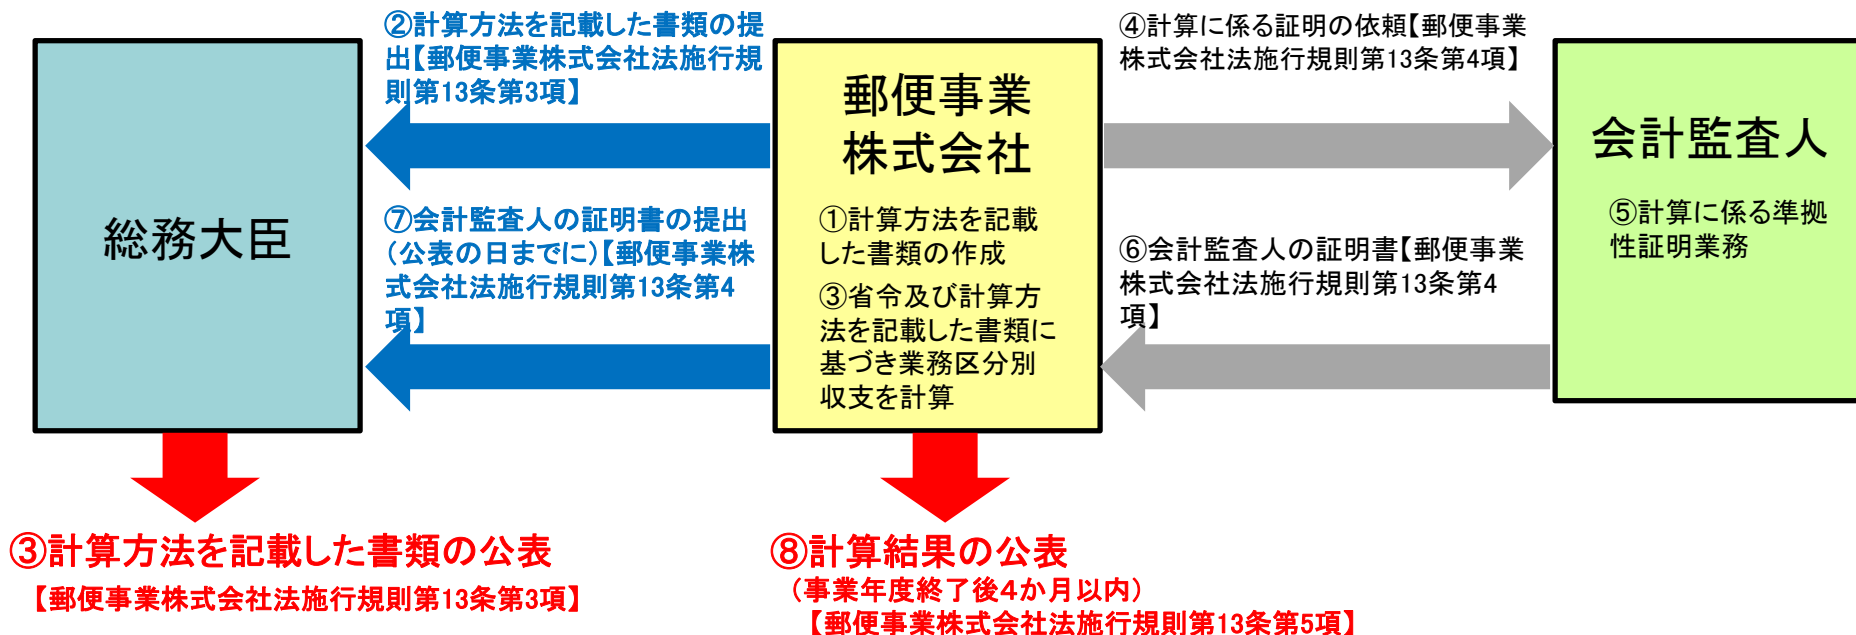 総務大臣
②計算方法を記載した書類の提
出【郵便事業株式会社法施行規
則第13条第3項】
⑦会計監査人の証明書の提出
(公表の日までに)【郵便事業株
式会社法施行規則第13条第4
項】
郵便事業
株式会社
①計算方法を記載
した書類の作成
③省令及び計算方
法を記載した書類に
基づき業務区分別
収支を計算
④計算に係る証明の依頼【郵便事業
株式会社法施行規則第13条第4項】
⑥会計監査人の証明書【郵便事業
株式会社法施行規則第13条第4
項】
会計監査人
⑤計算に係る準拠
性証明業務
③計算方法を記載した書類の公表
【郵便事業株式会社法施行規則第13条第3項】
⑧計算結果の公表
(事業年度終了後4か月以内)
【郵便事業株式会社法施行規則第13条第5項】